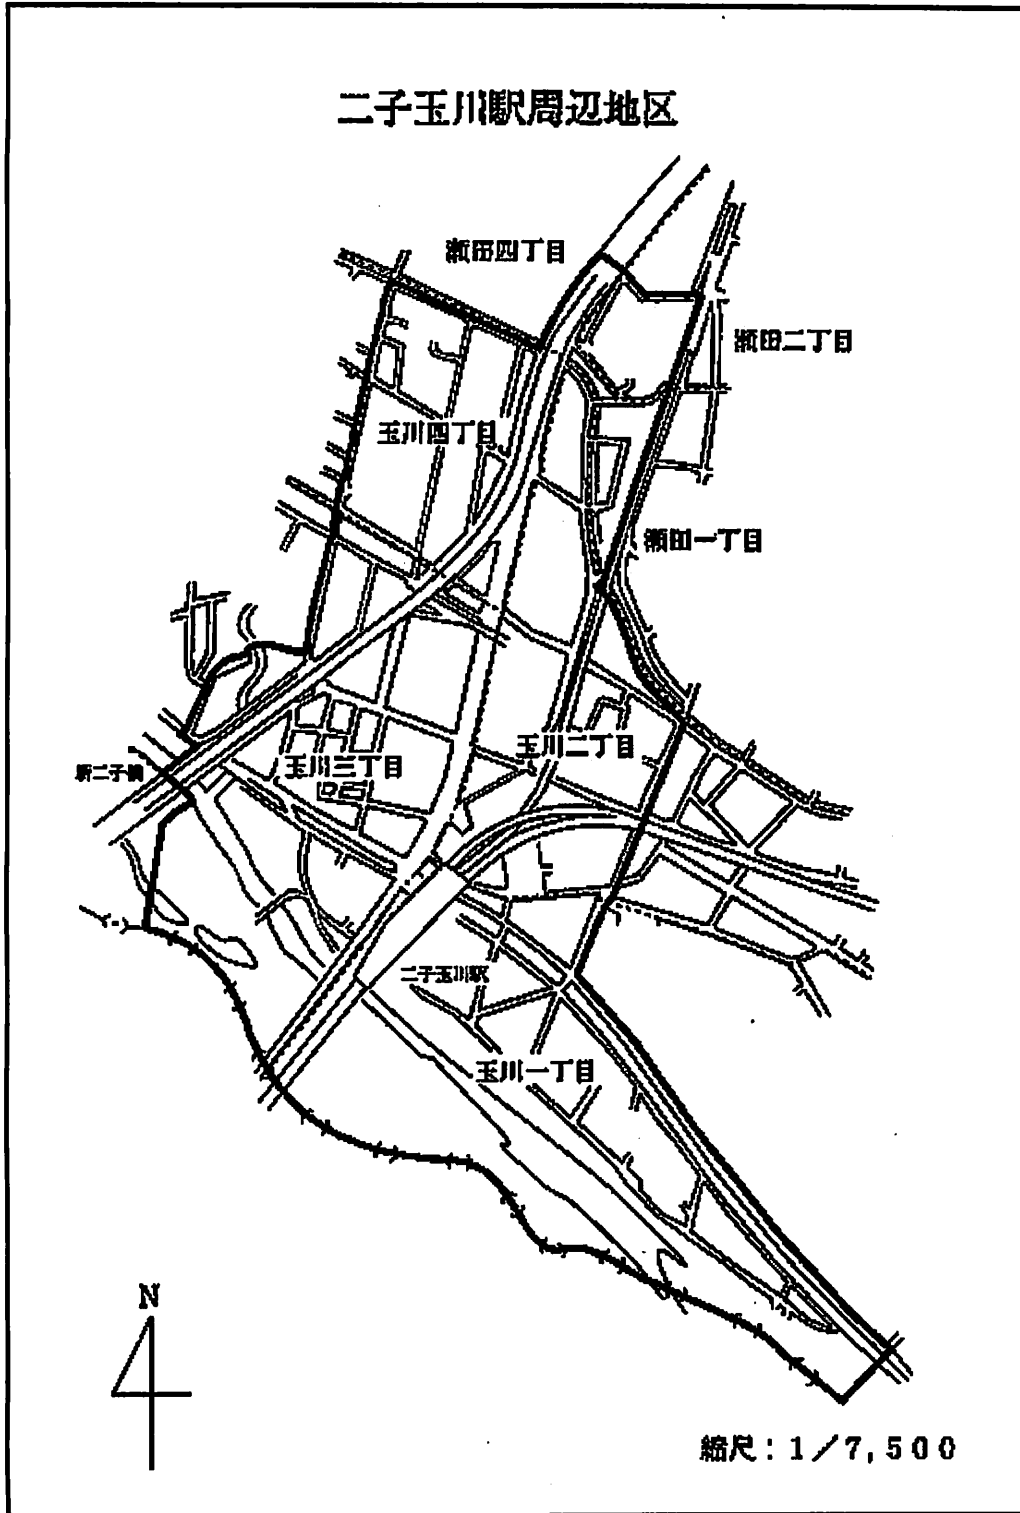 二子玉川駅周辺地区
瀬田四丁目
瀬田二丁目
玉川四丁目
瀬田一丁目
玉川二丁目
玉川三丁目
新二子橋
二子玉川駅
玉川一丁目
N
縮尺：1／7,500